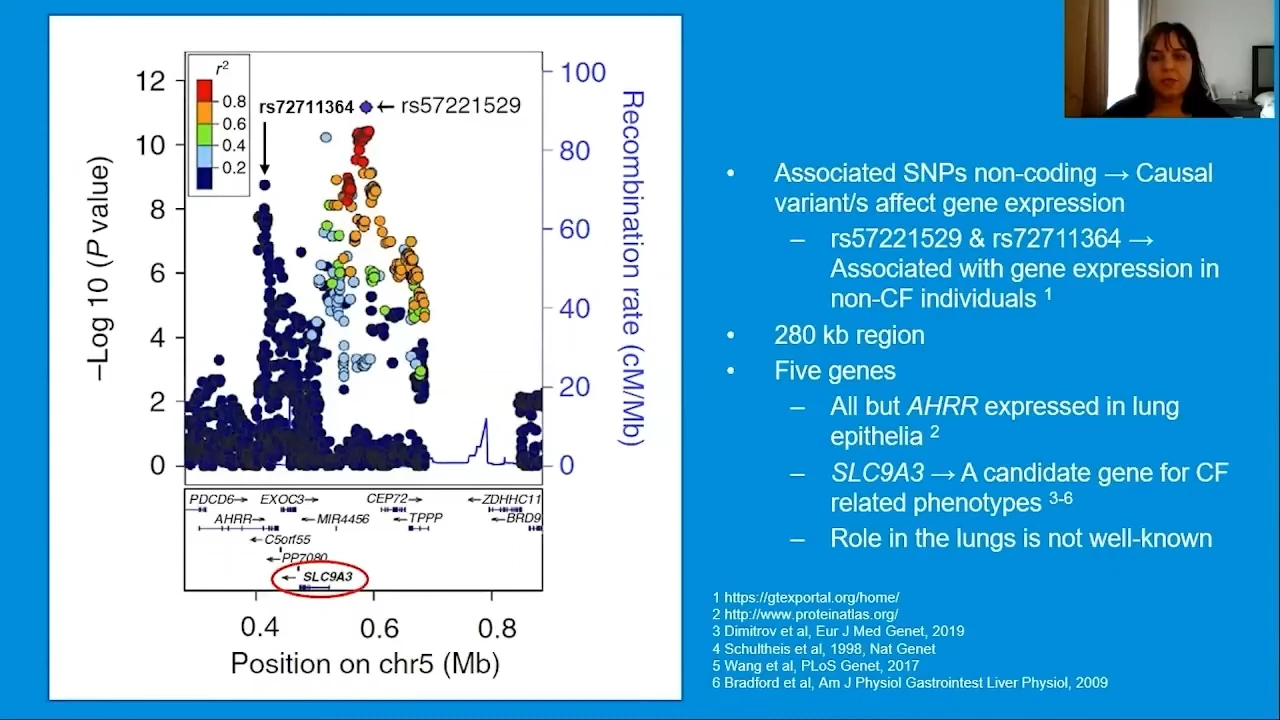 r2
12
10
8
6
4
2
0
–Log 10 (P value)
0.8
0.6
0.4
0.2
rs72711364
← rs57221529
100
80
60
40
20
0
Recombination rate (cM/Mb)
PDCD6→ EXOC3→ CEP72→ ←ZDHHC11
AHRR→ ←MIR4456 ←TPPP ←BRD9
←C5orf55
←PP7080
← SLC9A3
0.4 0.6 0.8
Position on chr5 (Mb)
• Associated SNPs non-coding → Causal
variant/s affect gene expression
– rs57221529 & rs72711364 →
Associated with gene expression in
non-CF individuals 1
• 280 kb region
• Five genes
– All but AHRR expressed in lung
epithelia 2
– SLC9A3 → A candidate gene for CF
related phenotypes 3-6
– Role in the lungs is not well-known
1 https://gtexportal.org/home/
2 http://www.proteinatlas.org/
3 Dimitrov et al, Eur J Med Genet, 2019
4 Schultheis et al, 1998, Nat Genet
5 Wang et al, PLoS Genet, 2017
6 Bradford et al, Am J Physiol Gastrointest Liver Physiol, 2009